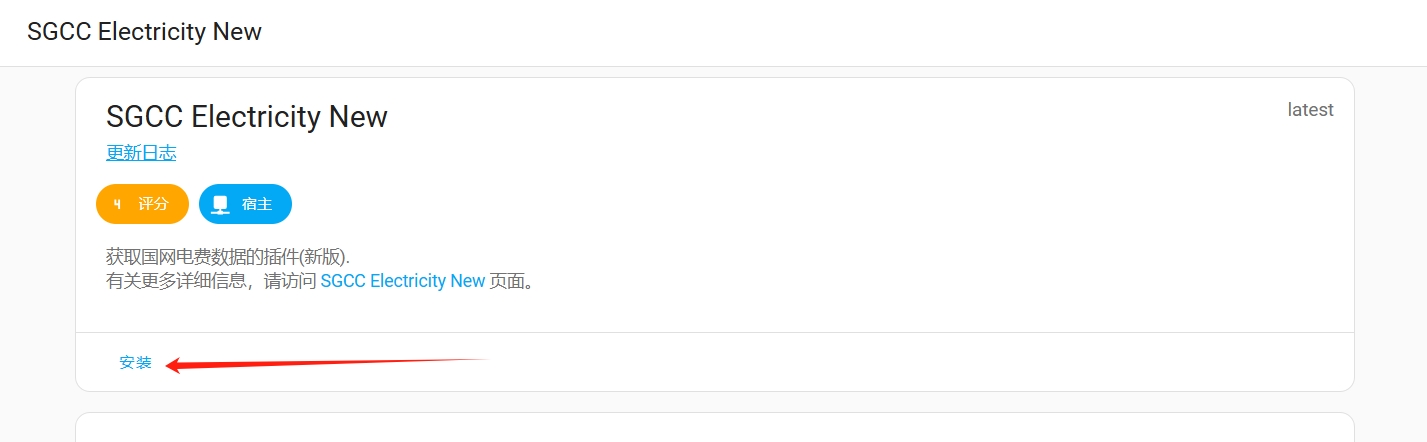 SGCC Electricity New
SGCC Electricity New
latest
更新日志
4 评分
宿主
获取国网电费数据的插件(新版).
有关更多详细信息，请访问 SGCC Electricity New 页面。
安装